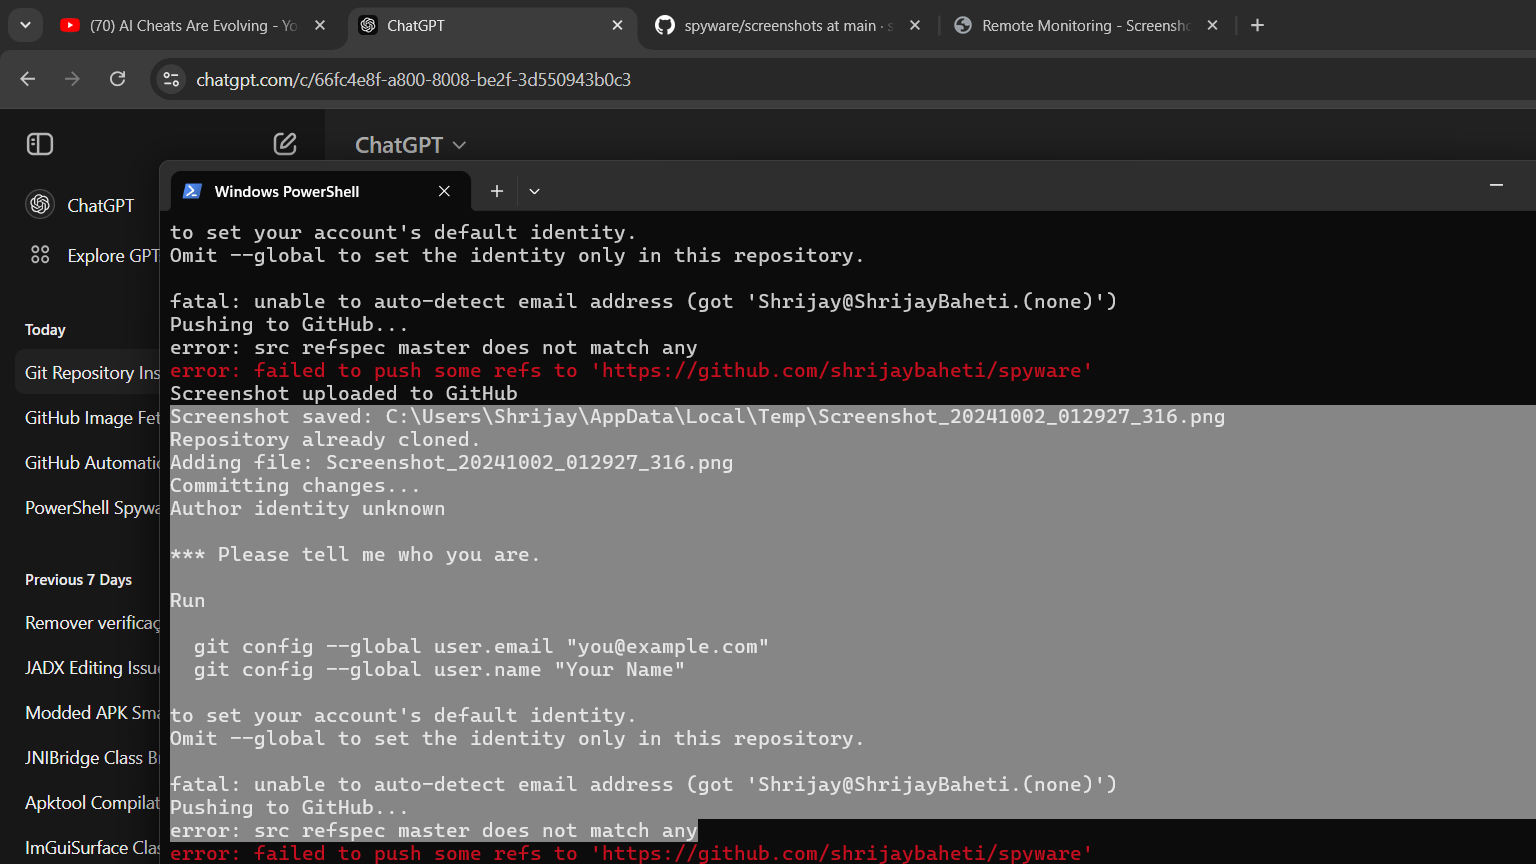 (70) AI Cheats Are Evolving - Yo
ChatGPT
spyware/screenshots at main · s
Remote Monitoring - Screensho
chatgpt.com/c/66fc4e8f-a800-8008-be2f-3d550943b0c3
ChatGPT
ChatGPT
Explore GPT
Today
Git Repository Ins
GitHub Image Fet
GitHub Automatic
PowerShell Spywa
Previous 7 Days
Remover verificaç
JADX Editing Issue
Modded APK Sma
JNIBridge Class Br
Apktool Compilat
ImGuiSurface Clas
Windows PowerShell
to set your account's default identity.
Omit --global to set the identity only in this repository.
fatal: unable to auto-detect email address (got 'Shrijay@ShrijayBaheti.(none)')
Pushing to GitHub...
error: src refspec master does not match any
error: failed to push some refs to 'https://github.com/shrijaybaheti/spyware'
Screenshot uploaded to GitHub
Screenshot saved: C:\Users\Shrijay\AppData\Local\Temp\Screenshot_20241002_012927_316.png
Repository already cloned.
Adding file: Screenshot_20241002_012927_316.png
Committing changes...
Author identity unknown
*** Please tell me who you are.
Run
git config --global user.email "you@example.com"
git config --global user.name "Your Name"
to set your account's default identity.
Omit --global to set the identity only in this repository.
fatal: unable to auto-detect email address (got 'Shrijay@ShrijayBaheti.(none)')
Pushing to GitHub...
error: src refspec master does not match any
error: failed to push some refs to 'https://github.com/shrijaybaheti/spyware'